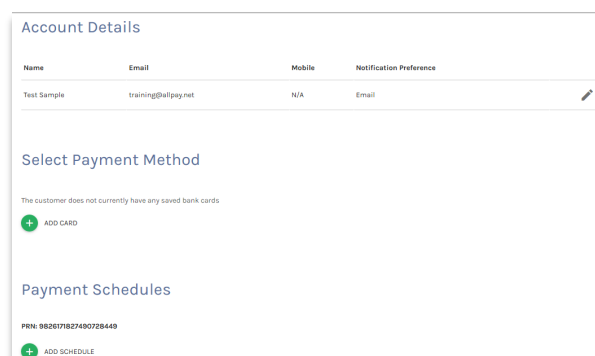 Account Details
Name Email Mobile Notification Preference
Test Sample training@allpay.net N/A Email
Select Payment Method
The customer does not currently have any saved bank cards
ADD CARD
Payment Schedules
PRN: 9826171827490728449
ADD SCHEDULE